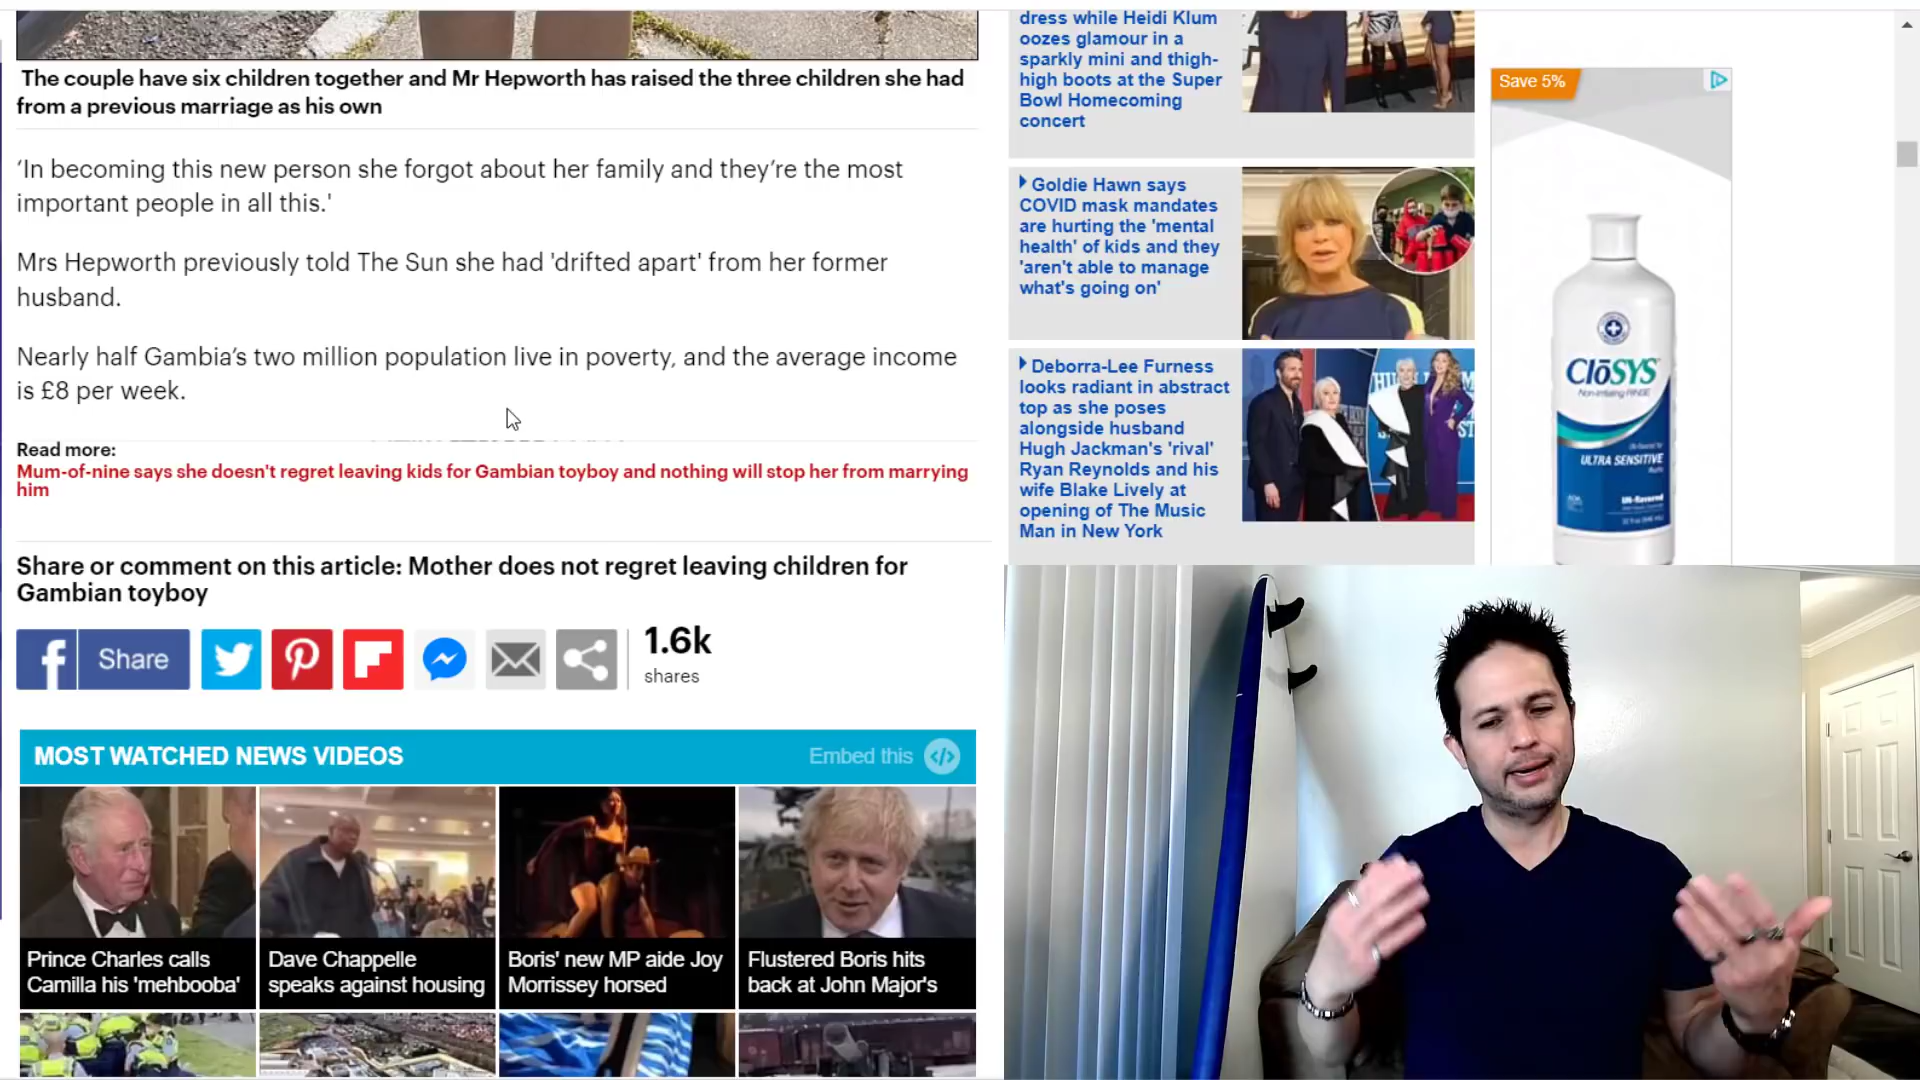 The couple have six children together and Mr Hepworth has raised the three children she had
from a previous marriage as his own
‘In becoming this new person she forgot about her family and they’re the most
important people in all this.'
Mrs Hepworth previously told The Sun she had 'drifted apart' from her former
husband.
Nearly half Gambia’s two million population live in poverty, and the average income
is £8 per week.
Read more:
Mum-of-nine says she doesn't regret leaving kids for Gambian toyboy and nothing will stop her from marrying
him
Share or comment on this article: Mother does not regret leaving children for
Gambian toyboy
Share
1.6k
shares
MOST WATCHED NEWS VIDEOS
Embed this
Prince Charles calls
Camilla his 'mehbooba'
Dave Chappelle
speaks against housing
Boris' new MP aide Joy
Morrissey horsed
Flustered Boris hits
back at John Major's
dress while Heidi Klum
oozes glamour in a
sparkly mini and thigh-
high boots at the Super
Bowl Homecoming
concert
Goldie Hawn says
COVID mask mandates
are hurting the 'mental
health' of kids and they
'aren't able to manage
what's going on'
Deborra-Lee Furness
looks radiant in abstract
top as she poses
alongside husband
Hugh Jackman's 'rival'
Ryan Reynolds and his
wife Blake Lively at
opening of The Music
Man in New York
Save 5%
CloSYS
Non-Irritating RINSE
ULTRA SENSITIVE